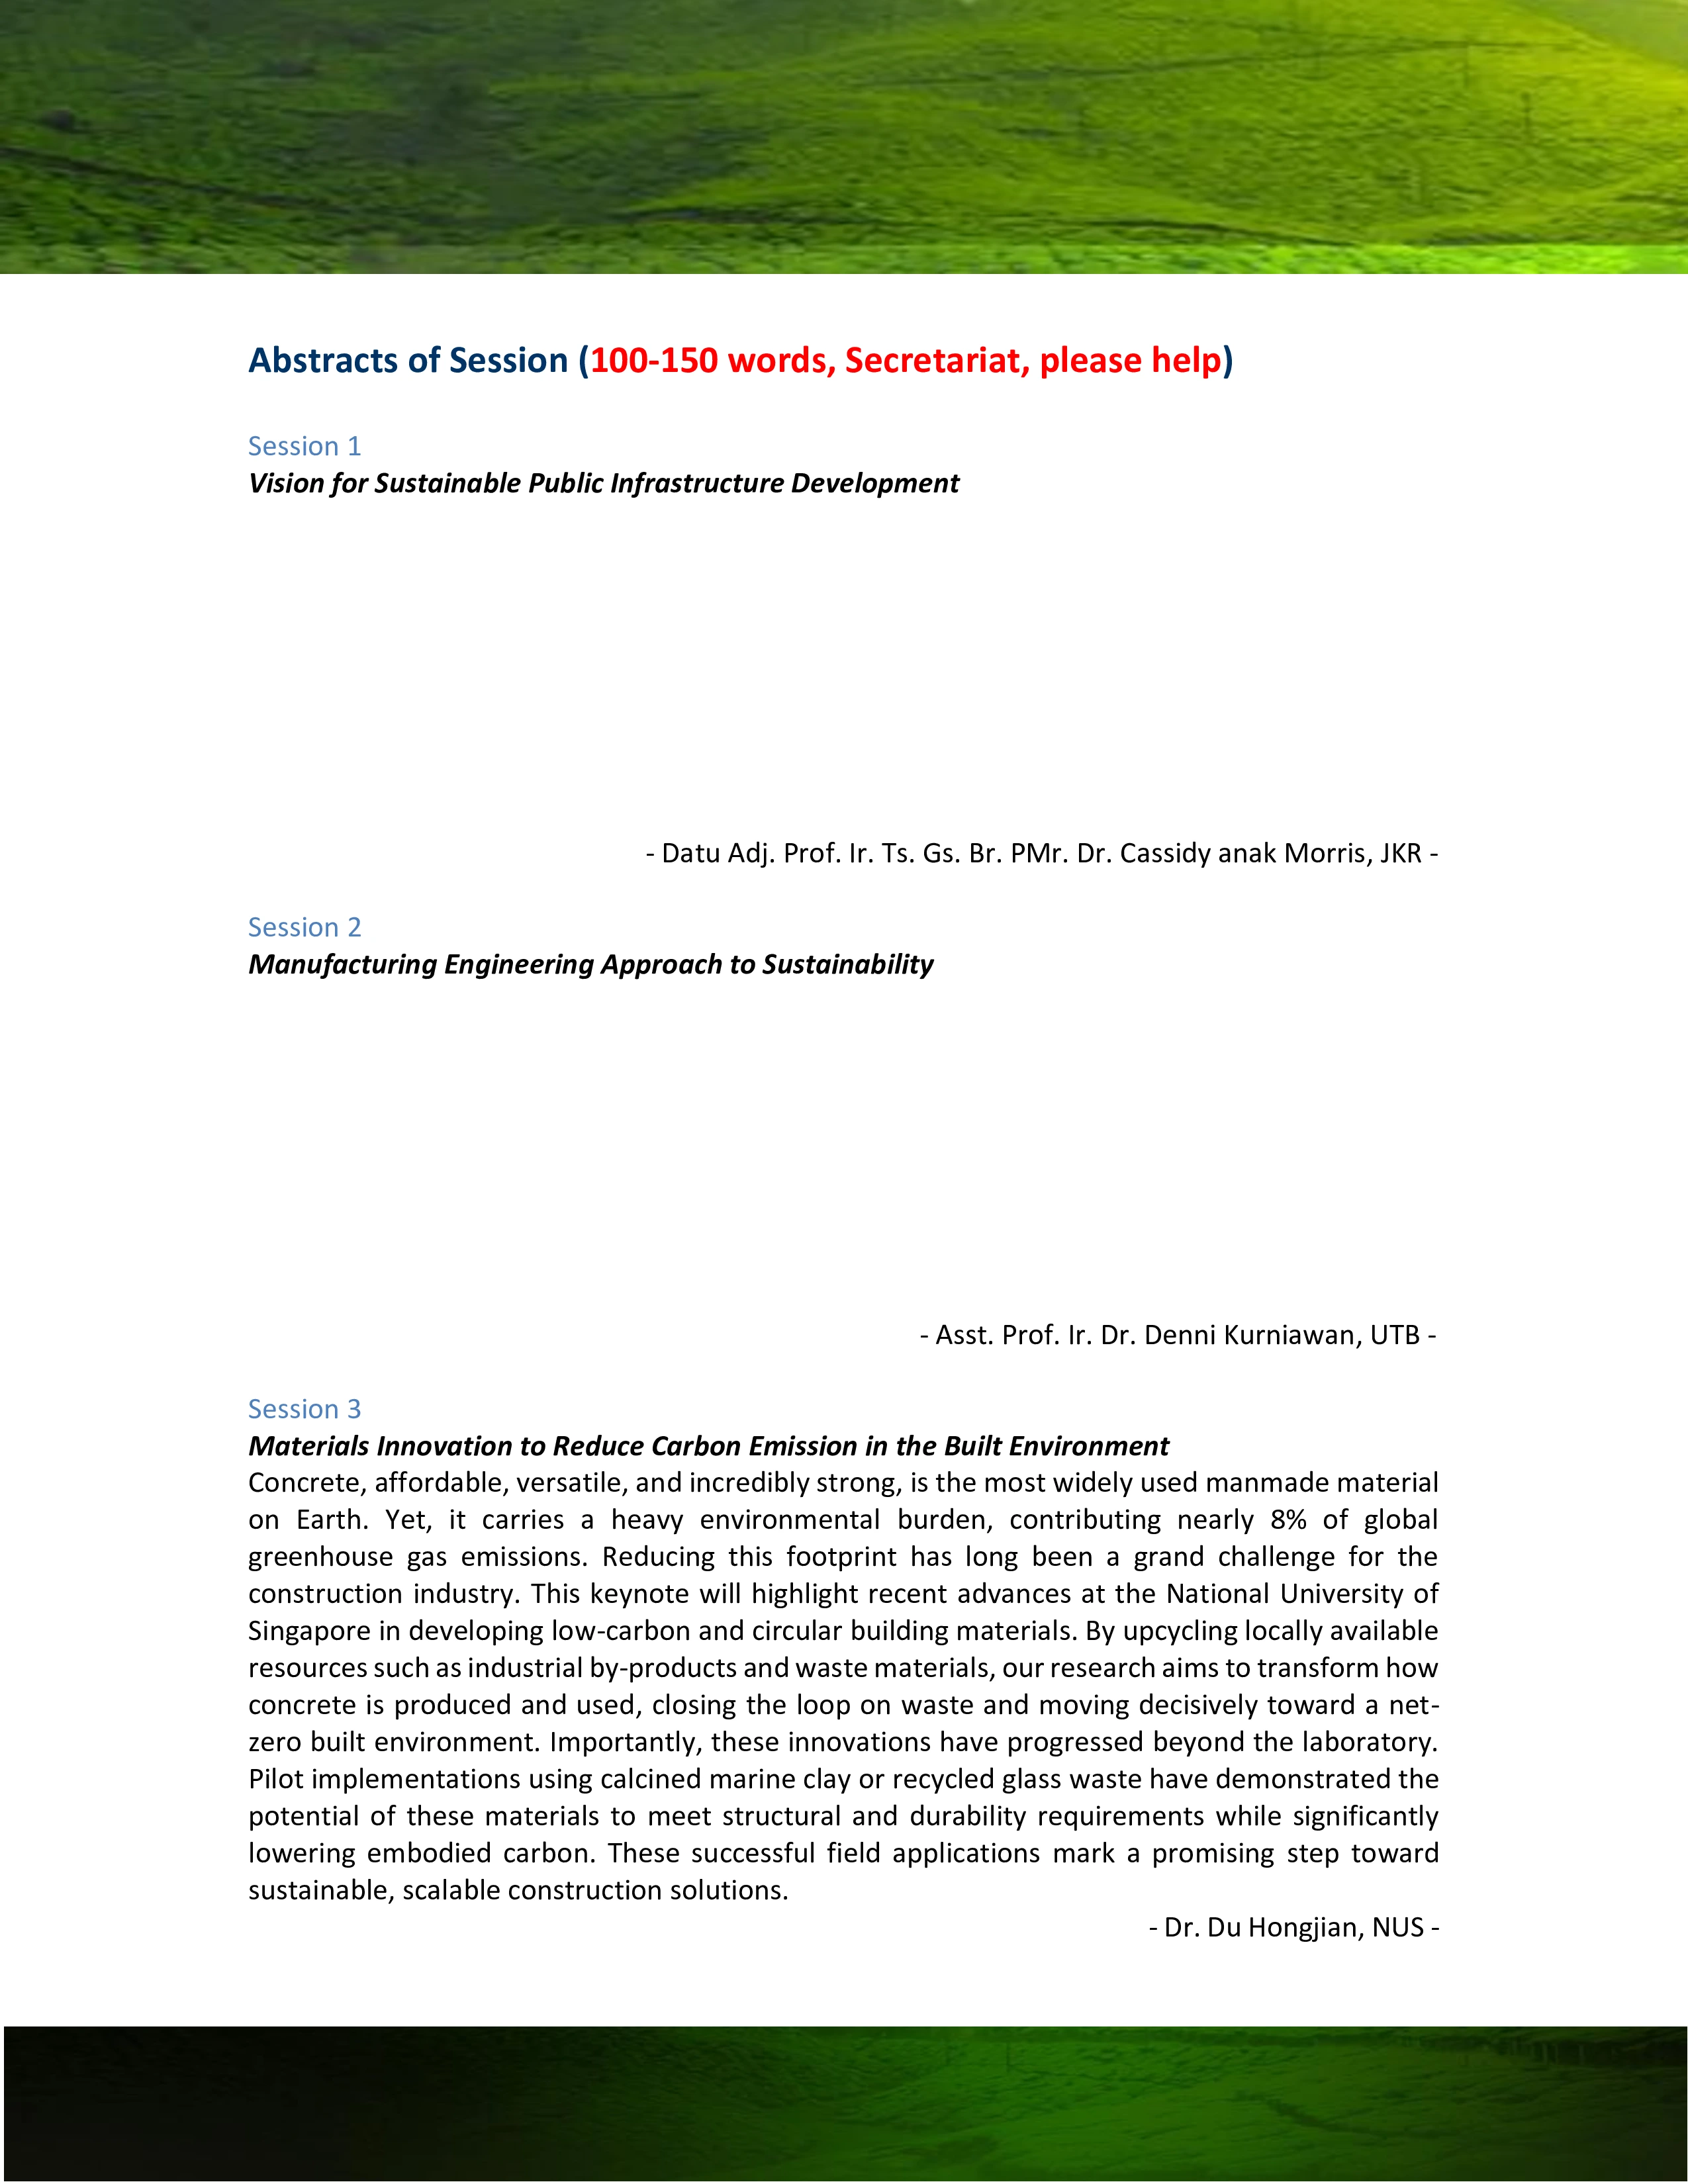 Abstracts of Session (100-150 words, Secretariat, please help)
Session 1
Vision for Sustainable Public Infrastructure Development
- Datu Adj. Prof. Ir. Ts. Gs. Br. PMr. Dr. Cassidy anak Morris, JKR -
Session 2
Manufacturing Engineering Approach to Sustainability
- Asst. Prof. Ir. Dr. Denni Kurniawan, UTB -
Session 3
Materials Innovation to Reduce Carbon Emission in the Built Environment
Concrete, affordable, versatile, and incredibly strong, is the most widely used manmade material
on Earth. Yet, it carries a heavy environmental burden, contributing nearly 8% of global
greenhouse gas emissions. Reducing this footprint has long been a grand challenge for the
construction industry. This keynote will highlight recent advances at the National University of
Singapore in developing low-carbon and circular building materials. By upcycling locally available
resources such as industrial by-products and waste materials, our research aims to transform how
concrete is produced and used, closing the loop on waste and moving decisively toward a net-
zero built environment. Importantly, these innovations have progressed beyond the laboratory.
Pilot implementations using calcined marine clay or recycled glass waste have demonstrated the
potential of these materials to meet structural and durability requirements while significantly
lowering embodied carbon. These successful field applications mark a promising step toward
sustainable, scalable construction solutions.
- Dr. Du Hongjian, NUS -